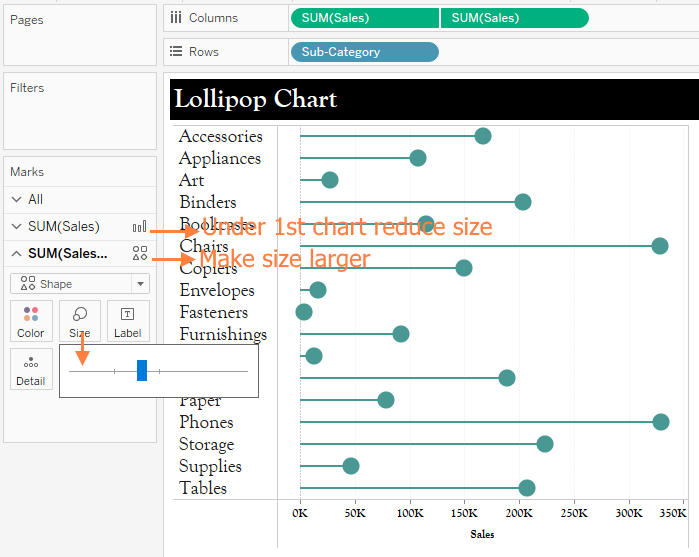 Pages
Columns
SUM(Sales)
SUM(Sales)
Rows
Sub-Category
Filters
Lollipop Chart
Marks
All
SUM(Sales)
SUM(Sales...
Under 1st chart reduce size
Make size larger
Shape
Color
Size
Label
Detail
Accessories
Appliances
Art
Binders
Bookcases
Chairs
Copiers
Envelopes
Fasteners
Furnishings
Paper
Phones
Storage
Supplies
Tables
0K 50K 100K 150K 200K 250K 300K 350K
Sales